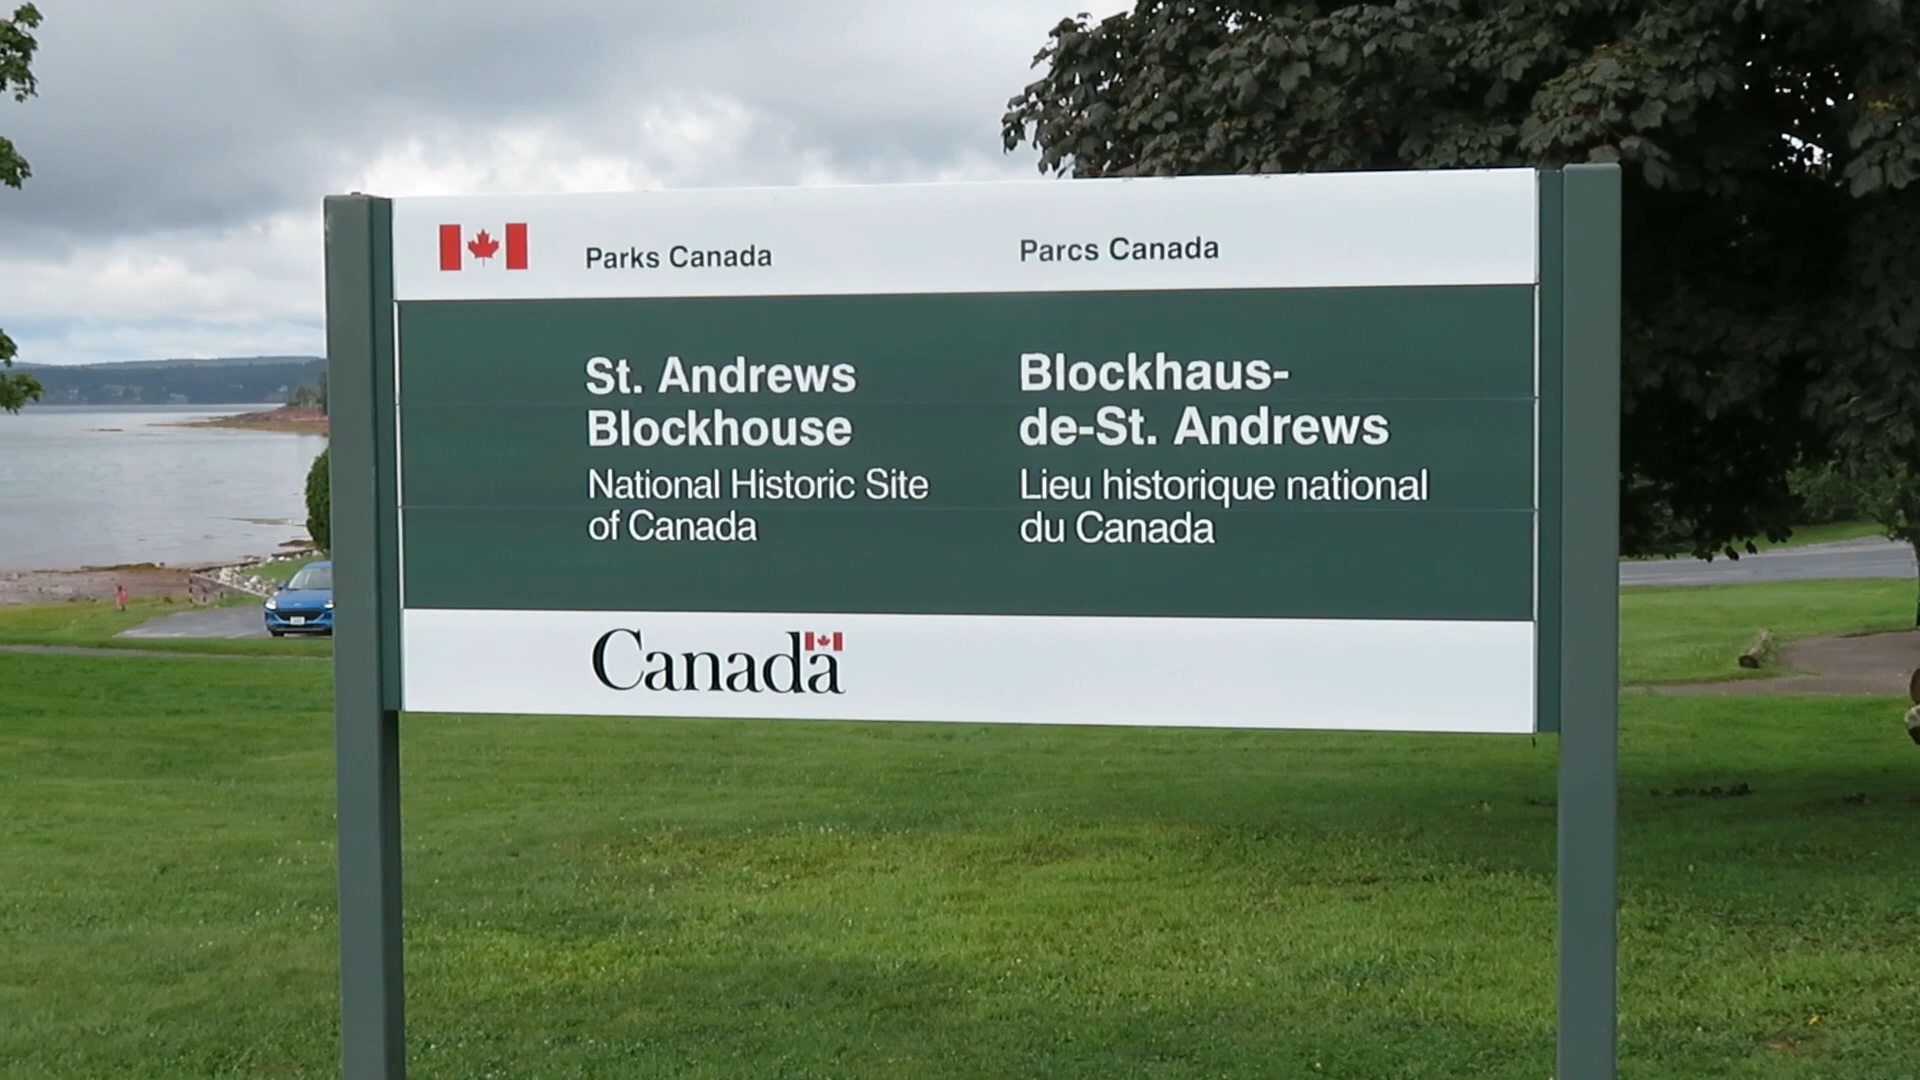 Parks Canada
Parcs Canada
St. Andrews
Blockhouse
National Historic Site
of Canada
Blockhaus-
de-St. Andrews
Lieu historique national
du Canada
Canada